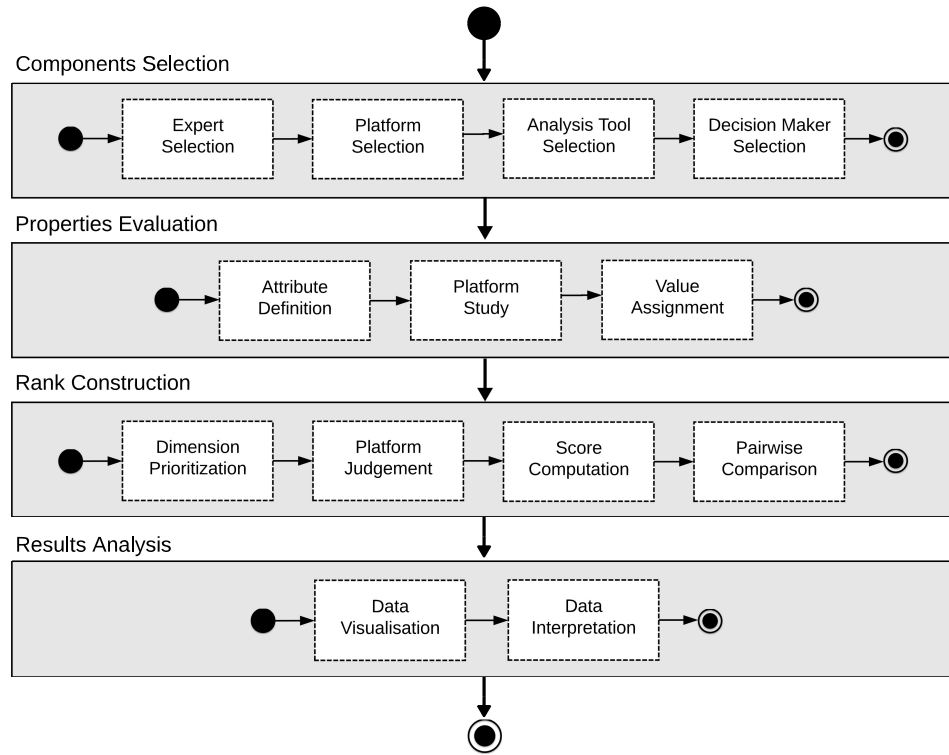 Components Selection
Expert
Selection
Platform
Selection
Analysis Tool
Selection
Decision Maker
Selection
Properties Evaluation
Attribute
Definition
Platform
Study
Value
Assignment
Rank Construction
Dimension
Prioritization
Platform
Judgement
Score
Computation
Pairwise
Comparison
Results Analysis
Data
Visualisation
Data
Interpretation